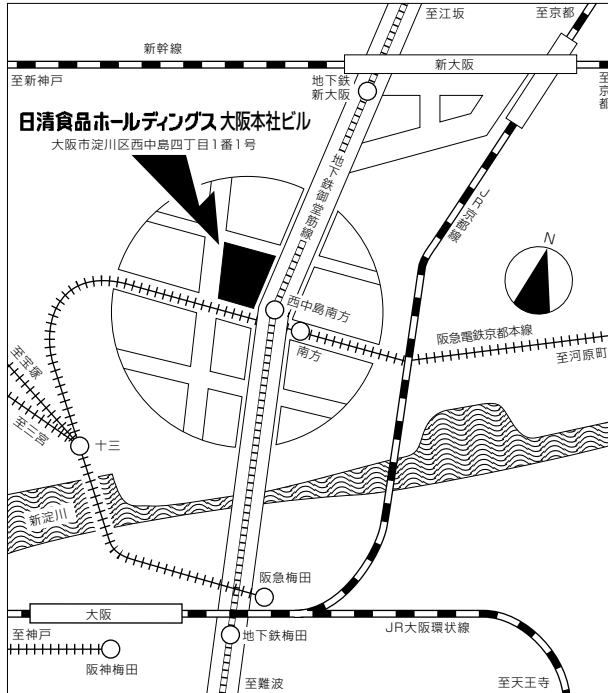 至江坂
至京都
新幹線
新大阪
至新神戸
地下鉄
新大阪
至京都
日清食品ホールディングス 大阪本社ビル
大阪市淀川区西中島四丁目1番1号
地下鉄御堂筋線
JR京都線
N
西中島南方
南方
阪急電鉄京都本線
至河原町
至宝塚
至三宮
十三
新淀川
阪急梅田
大阪
地下鉄梅田
JR大阪環状線
至神戸
阪神梅田
至難波
至天王寺